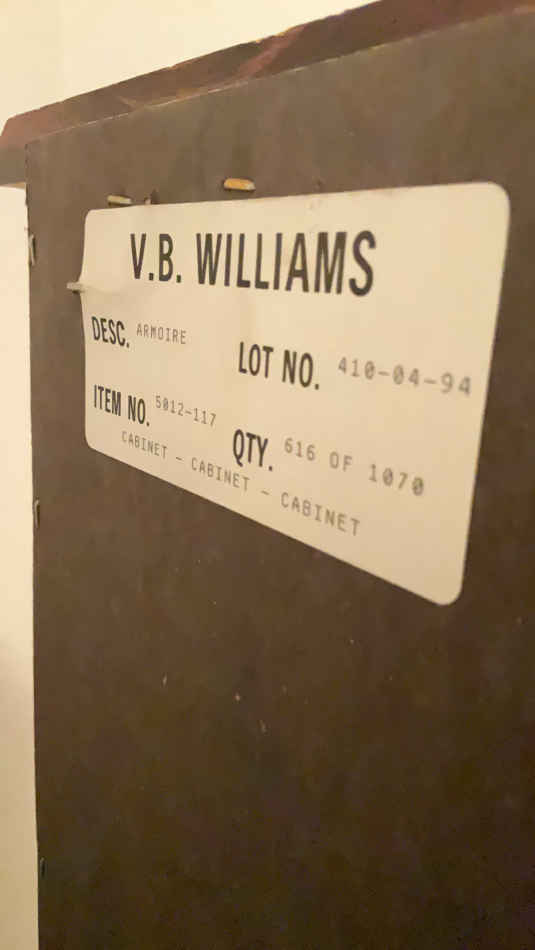 V.B. WILLIAMS
DESC. ARMOIRE
LOT NO. 410-04-94
ITEM NO. 5012-117
QTY. 616 OF 1070
CABINET - CABINET - CABINET